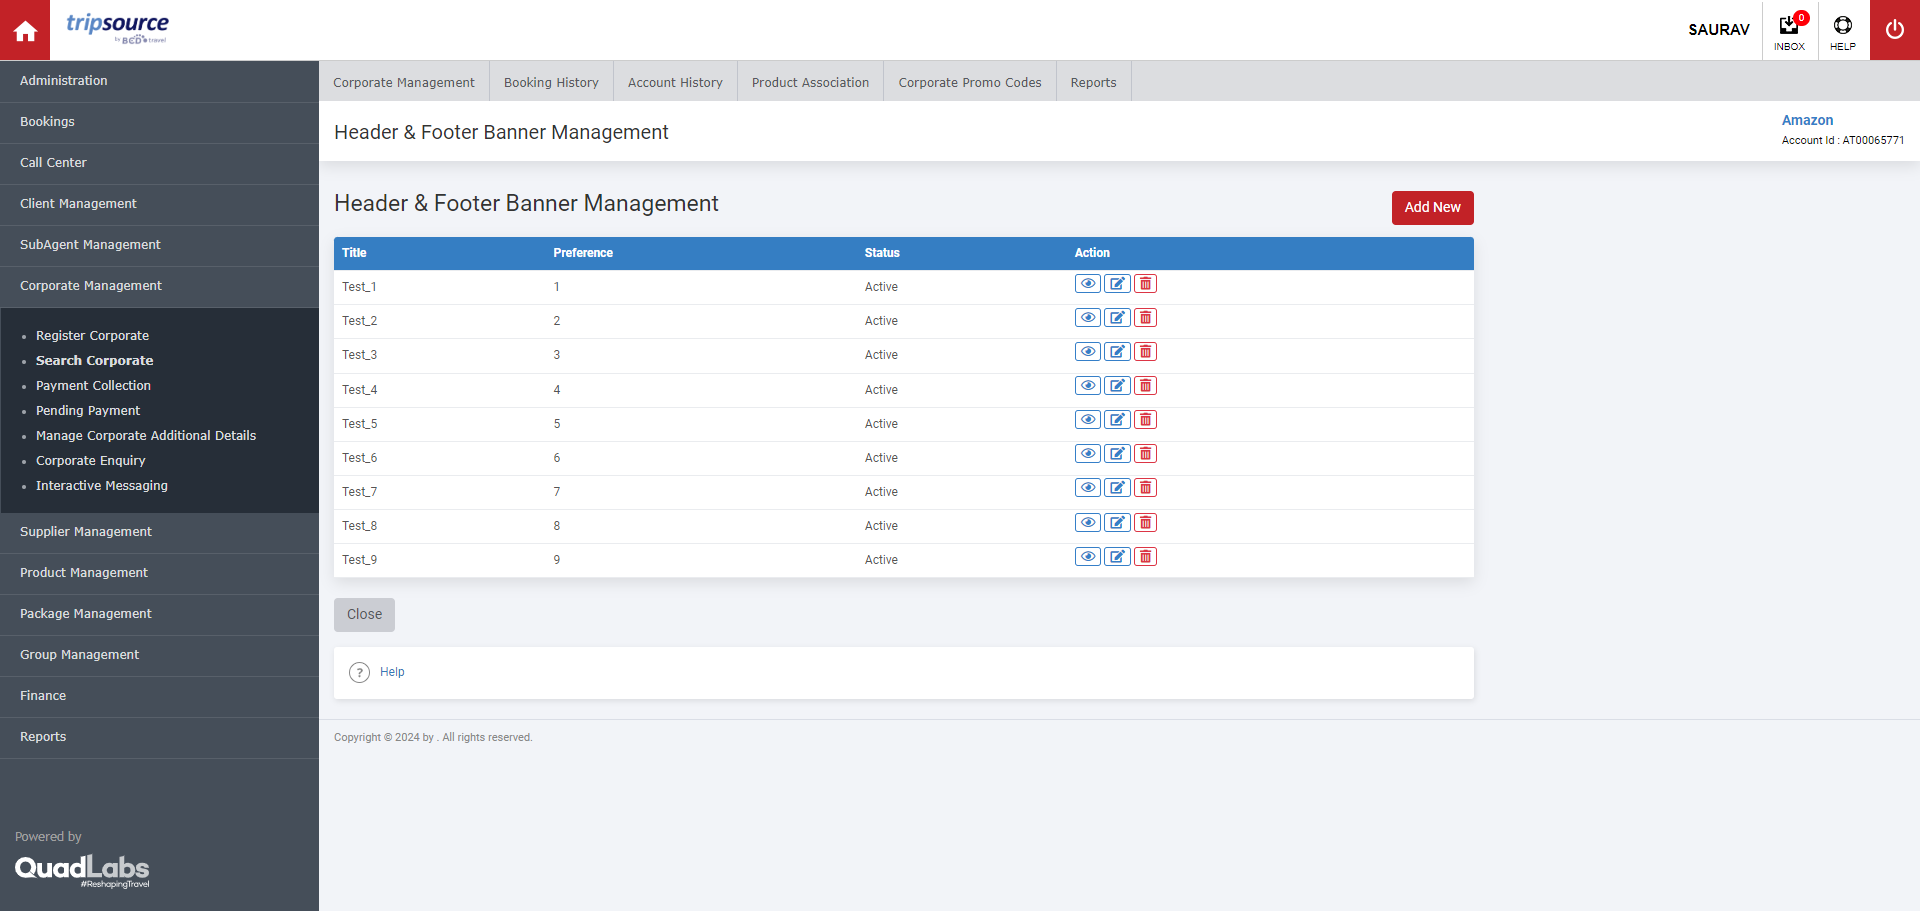 tripsource
by BCD travel
SAURAV
0
INBOX
HELP
Administration
Bookings
Call Center
Client Management
SubAgent Management
Corporate Management
Register Corporate
Search Corporate
Payment Collection
Pending Payment
Manage Corporate Additional Details
Corporate Enquiry
Interactive Messaging
Supplier Management
Product Management
Package Management
Group Management
Finance
Reports
Powered by
QuadLabs
#ReshapingTravel
Corporate Management Booking History Account History Product Association Corporate Promo Codes Reports
Header & Footer Banner Management
Amazon
Account Id : AT00065771
Header & Footer Banner Management
Add New
Title Preference Status Action
Test_1 1 Active
Test_2 2 Active
Test_3 3 Active
Test_4 4 Active
Test_5 5 Active
Test_6 6 Active
Test_7 7 Active
Test_8 8 Active
Test_9 9 Active
Close
? Help
Copyright © 2024 by . All rights reserved.